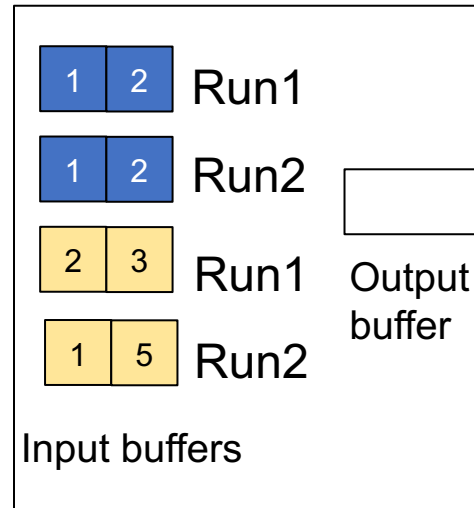 1 2 Run1
1 2 Run2
2 3 Run1
1 5 Run2
Output
buffer
Input buffers